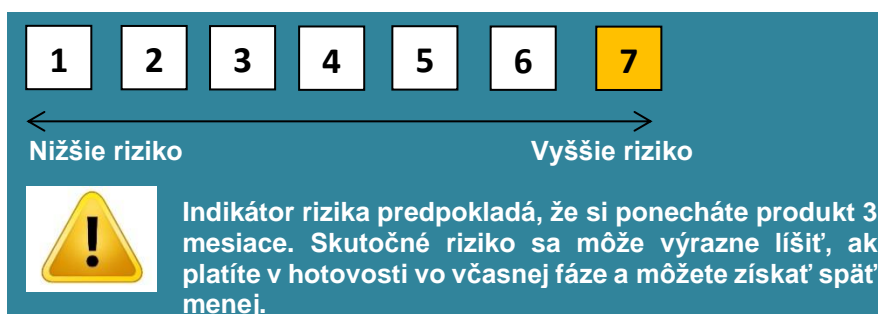 1 2 3 4 5 6 7
Nižšie riziko Vyššie riziko
Indikátor rizika predpokladá, že si ponecháte produkt 3
mesiace. Skutočné riziko sa môže výrazne líšiť, ak
platíte v hotovosti vo včasnej fáze a môžete získať späť
menej.